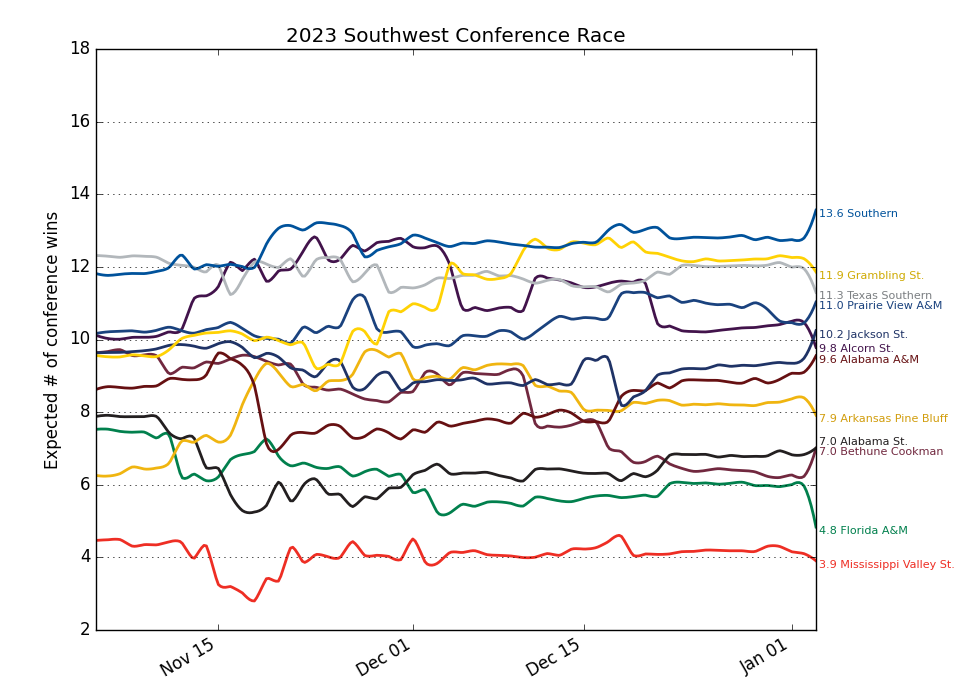 2023 Southwest Conference Race
Expected # of conference wins
18
16
14
12
10
8
6
4
2
Nov 15
Dec 01
Dec 15
Jan 01
13.6 Southern
11.9 Grambling St.
11.3 Texas Southern
11.0 Prairie View A&M
10.2 Jackson St.
9.8 Alcorn St.
9.6 Alabama A&M
7.9 Arkansas Pine Bluff
7.0 Alabama St.
7.0 Bethune Cookman
4.8 Florida A&M
3.9 Mississippi Valley St.